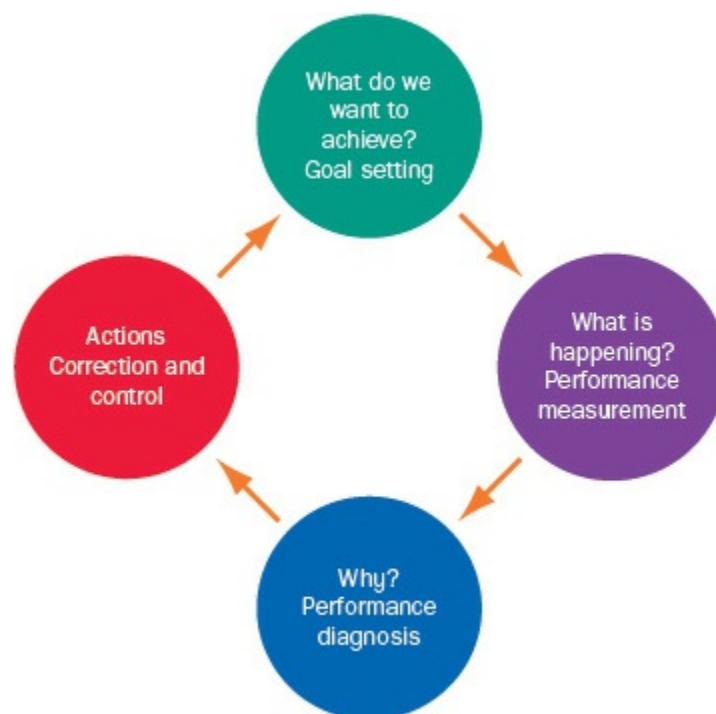 What do we
want to
achieve?
Goal setting
What is
happening?
Performance
measurement
Why?
Performance
diagnosis
Actions
Correction and
control